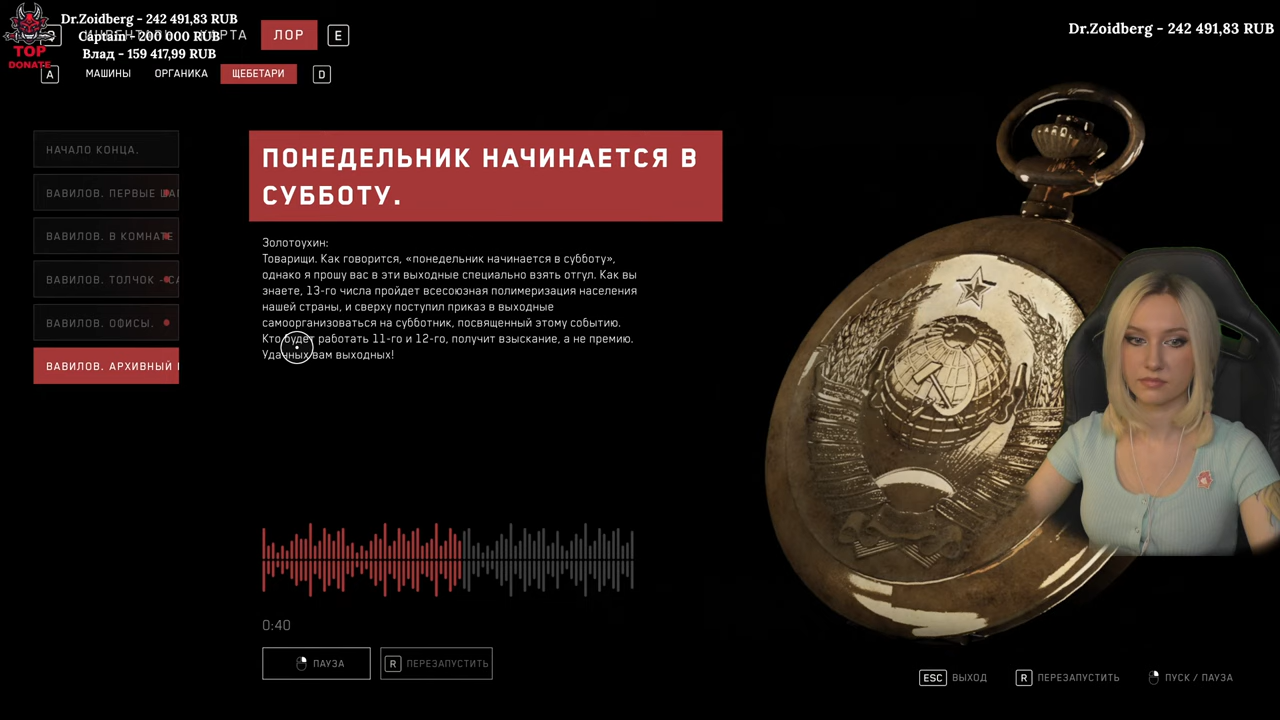 Dr.Zoidberg - 242 491,83 RUB
Captain - 200 000 RUB
Влад - 159 417,99 RUB
TOP
DONATE
КАРТА
ЛОР
E
Dr.Zoidberg - 242 491,83 RUB
A
МАШИНЫ
ОРГАНИКА
ЩЕБЕТАРИ
D
НАЧАЛО КОНЦА.
ВАВИЛОВ. ПЕРВЫЕ
ВАВИЛОВ. В КОМНАТЕ
ВАВИЛОВ. ТОЛЧОК -
ВАВИЛОВ. ОФИСЫ.
ВАВИЛОВ. АРХИВНЫЙ
ПОНЕДЕЛЬНИК НАЧИНАЕТСЯ В
СУББОТУ.
Золотоухин:
Товарищи. Как говорится, «понедельник начинается в субботу»,
однако я прошу вас в эти выходные специально взять отгул. Как вы
знаете, 13-го числа пройдет всесоюзная полимеризация населения
нашей страны, и сверху поступил приказ в выходные
самоорганизоваться на субботник, посвященный этому событию.
Кто будет работать 11-го и 12-го, получит взыскание, а не премию.
Удачных вам выходных!
0:40
ПАУЗА
R ПЕРЕЗАПУСТИТЬ
ESC ВЫХОД
R ПЕРЕЗАПУСТИТЬ
ПУСК / ПАУЗА